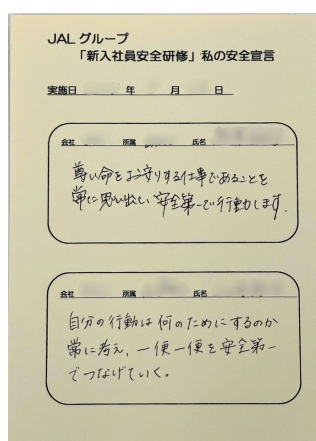 JAL グループ
「新入社員安全研修」私の安全宣言
実施日 年 月 日
会社 所属 氏名
尊い命をお守りする仕事であることを
常に思い出し安全第一で行動します.
会社 所属 氏名
自分の行動は何のためにするのか
常に考え、一便一便を安全第一
でつなげていく。